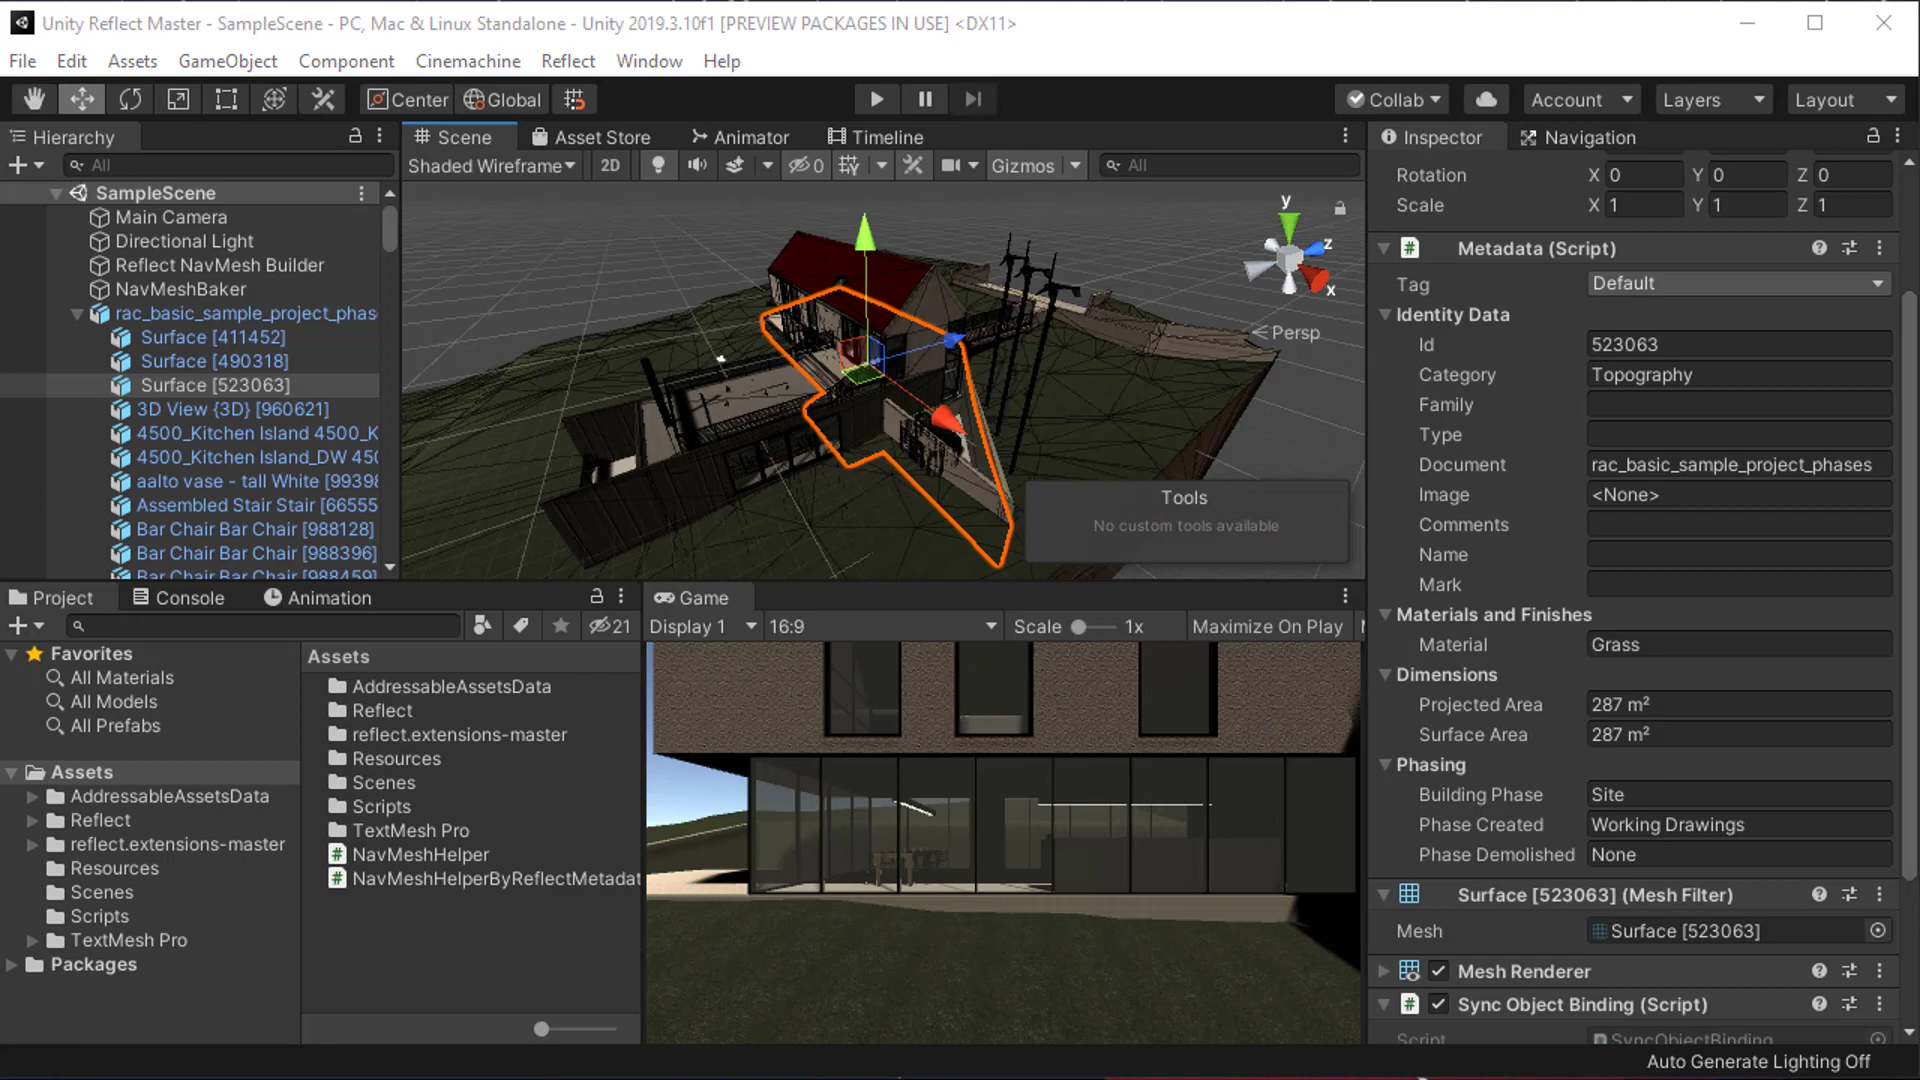 Unity Reflect Master - SampleScene - PC, Mac & Linux Standalone - Unity 2019.3.10f1 [PREVIEW PACKAGES IN USE] <DX11>
File Edit Assets GameObject Component Cinemachine Reflect Window Help
Center Global Collab Account Layers Layout
Hierarchy
All
SampleScene
Main Camera
Directional Light
Reflect NavMesh Builder
NavMeshBaker
rac_basic_sample_project_phas
Surface [411452]
Surface [490318]
Surface [523063]
3D View {3D} [960621]
4500_Kitchen Island 4500_K
4500_Kitchen Island_DW 450
aalto vase - tall White [99398
Assembled Stair Stair [66555
Bar Chair Bar Chair [988128]
Bar Chair Bar Chair [988396]
Bar Chair Bar Chair [988459]
Scene Asset Store Animator Timeline
Shaded Wireframe 2D 0 Gizmos All
y
z
x
Persp
Tools
No custom tools available
Project Console Animation
21
Favorites
All Materials
All Models
All Prefabs
Assets
AddressableAssetsData
Reflect
reflect.extensions-master
Resources
Scenes
Scripts
TextMesh Pro
Packages
Assets
AddressableAssetsData
Reflect
reflect.extensions-master
Resources
Scenes
Scripts
TextMesh Pro
NavMeshHelper
NavMeshHelperByReflectMetadat
Game
Display 1 16:9 Scale 1x Maximize On Play
Inspector Navigation
Rotation X 0 Y 0 Z 0
Scale X 1 Y 1 Z 1
Metadata (Script)
Tag Default
Identity Data
Id 523063
Category Topography
Family
Type
Document rac_basic_sample_project_phases
Image <None>
Comments
Name
Mark
Materials and Finishes
Material Grass
Dimensions
Projected Area 287 m²
Surface Area 287 m²
Phasing
Building Phase Site
Phase Created Working Drawings
Phase Demolished None
Surface [523063] (Mesh Filter)
Mesh Surface [523063]
Mesh Renderer
Sync Object Binding (Script)
Script SyncObjectBinding
Auto Generate Lighting Off